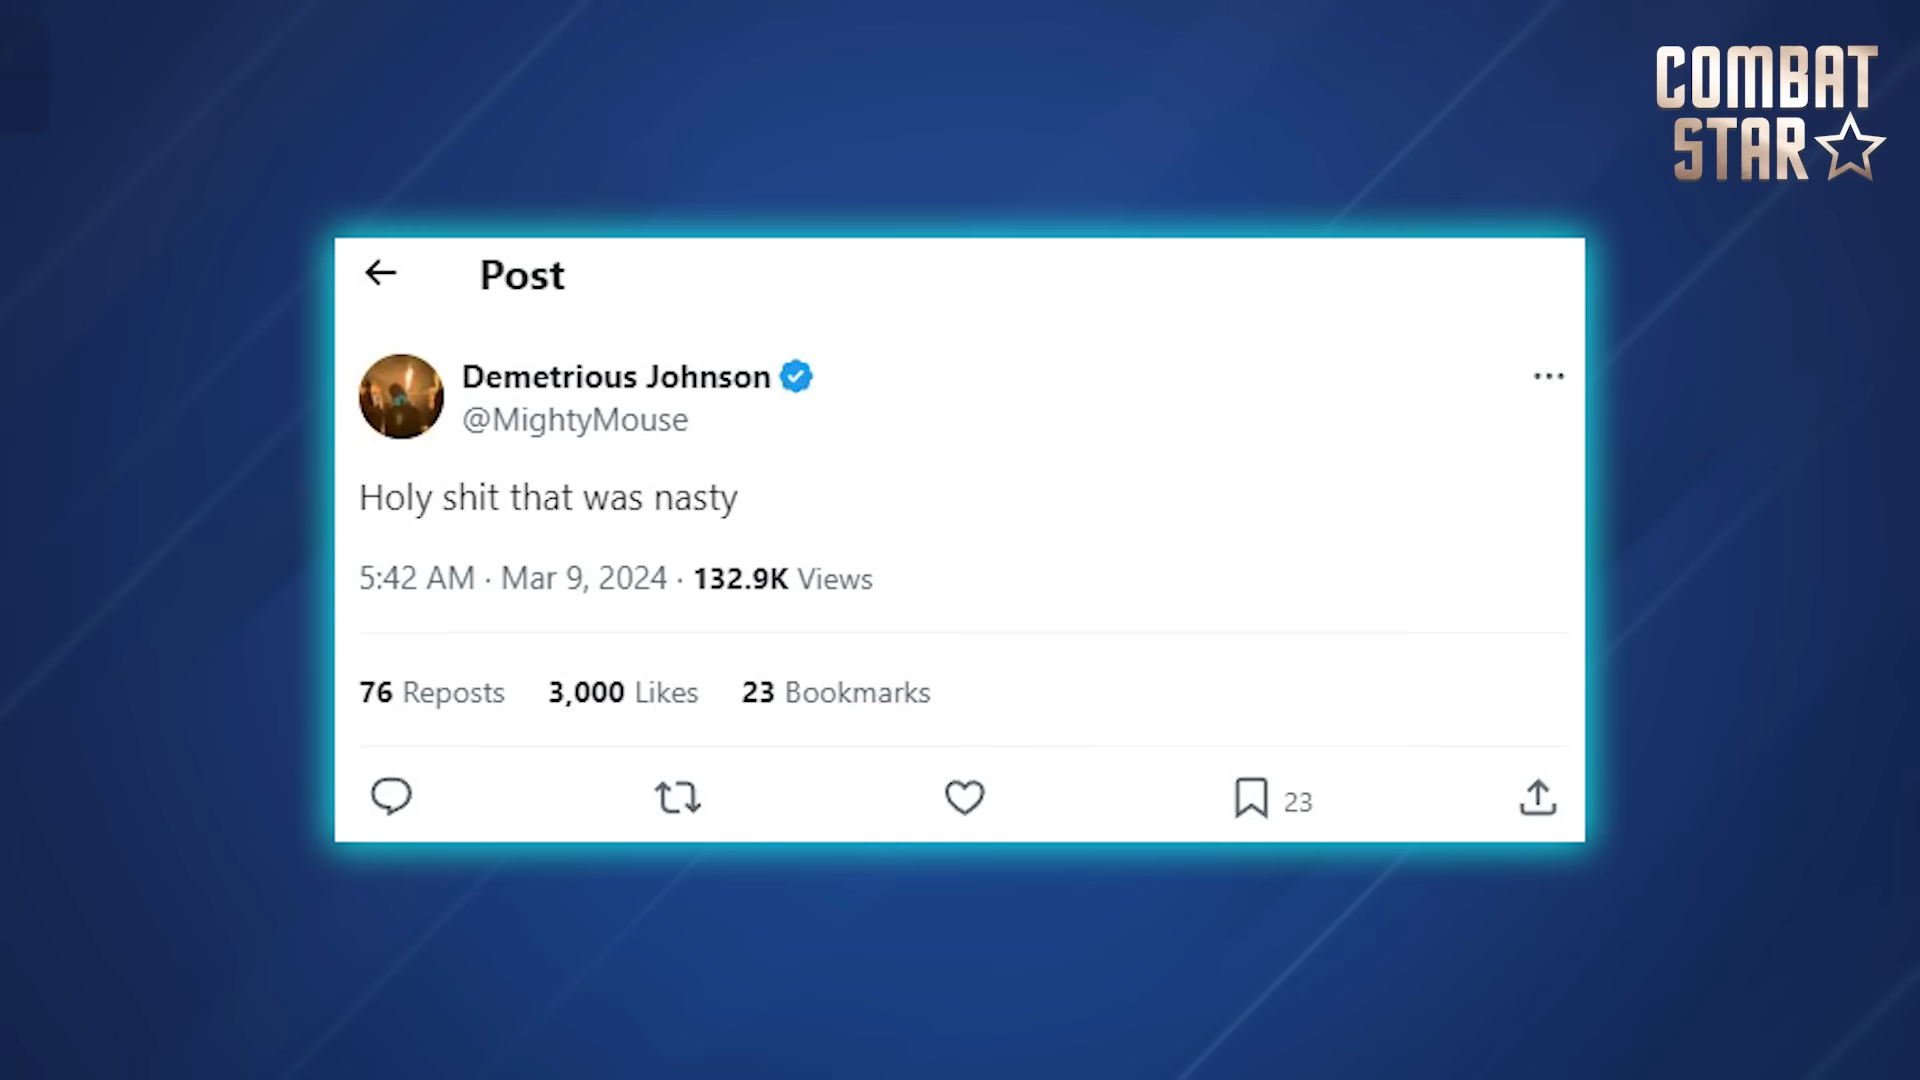 COMBAT
STAR
Post
Demetrious Johnson
@MightyMouse
Holy shit that was nasty
5:42 AM · Mar 9, 2024 · 132.9K Views
76 Reposts 3,000 Likes 23 Bookmarks
23